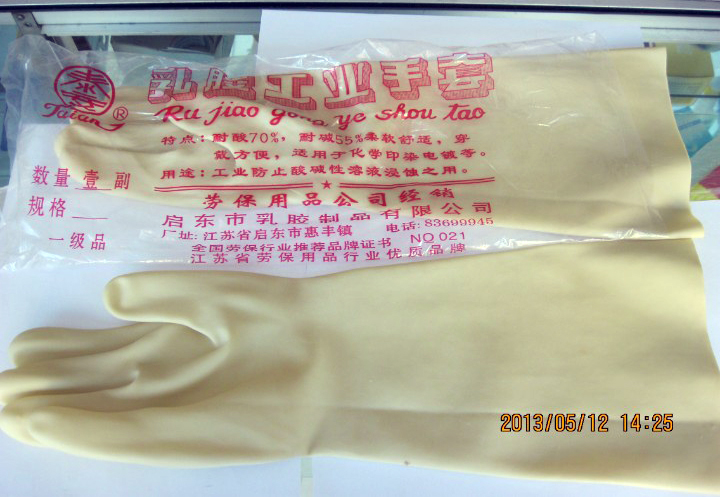 乳胶工业手套
Ru jiao gong ye shou tao
特点:耐酸70%,耐碱55%柔软舒适,穿
戴方便,适用于化学印染电镀等。
用途:工业防止酸碱性溶液浸蚀之用。
数量 壹 副
规格
一级品
劳保用品公司经销
启东市乳胶制品有限公司
厂址:江苏省启东市惠丰镇 电话:83699945
全国劳保行业推荐品牌证书 NO 021
江苏省劳保用品行业优质品牌
2013/05/12 14:25